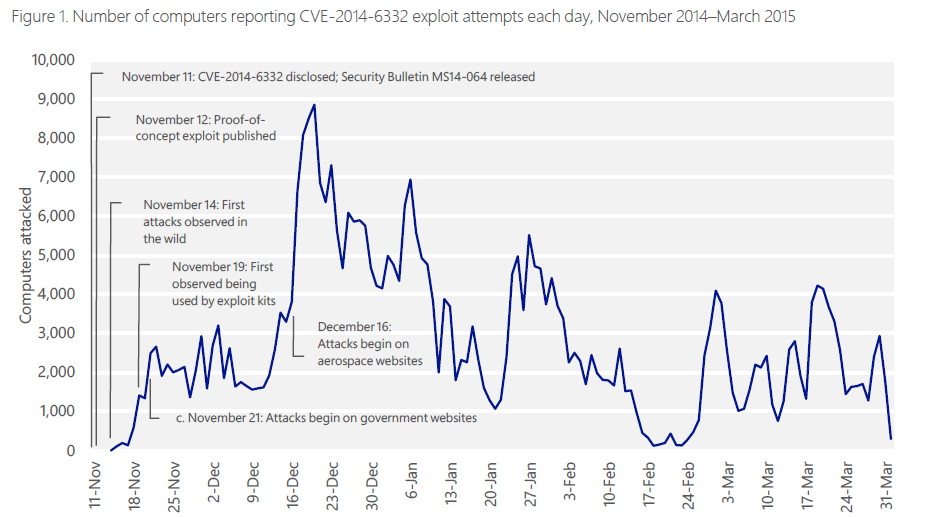 Figure 1. Number of computers reporting CVE-2014-6332 exploit attempts each day, November 2014–March 2015
10,000
9,000
8,000
7,000
6,000
5,000
4,000
3,000
2,000
1,000
0
Computers attacked
November 11: CVE-2014-6332 disclosed; Security Bulletin MS14-064 released
November 12: Proof-of-
concept exploit published
November 14: First
attacks observed in
the wild
November 19: First
observed being
used by exploit kits
December 16:
Attacks begin on
aerospace websites
c. November 21: Attacks begin on government websites
11-Nov
18-Nov
25-Nov
2-Dec
9-Dec
16-Dec
23-Dec
30-Dec
6-Jan
13-Jan
20-Jan
27-Jan
3-Feb
10-Feb
17-Feb
24-Feb
3-Mar
10-Mar
17-Mar
24-Mar
31-Mar